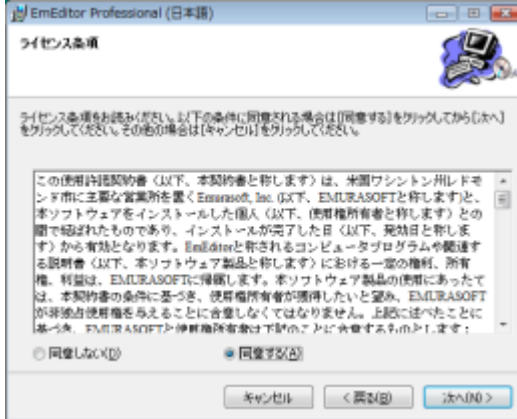 EmEditor Professional (日本語)
ライセンス条項
ライセンス条項をお読みください。以下の条件に同意される場合は[同意する]をクリックしてから[次へ]
をクリックしてください。その他の場合は[キャンセル]をクリックしてください。
この使用許諾契約書（以下、本契約書と称します）は、米国ワシントン州レドモ
ンド市に主要な営業所を置く Emurasoft, Inc. (以下、EMURASOFTと称します)と、
本ソフトウェアをインストールした個人（以下、使用権所有者と称します）との
間で結ばれたものであり、インストールが完了した日（以下、発効日と称しま
す）から有効となります。EmEditorと称されるコンピュータプログラムや関連す
る説明書（以下、本ソフトウェア製品と称します）における一定の権利、所有
権、利益は、EMURASOFTに帰属します。本ソフトウェア製品の使用にあたって
は、本契約書の条件に基づき、使用権所有者が獲得したいと望み、EMURASOFT
が非独占使用権を与えることに合意しなくてはなりません。上記に述べたことに
基づき、EMURASOFTと使用権所有者は下記のことに合意するものとします：
同意しない(D)
同意する(A)
キャンセル
< 戻る(B)
次へ(N) >